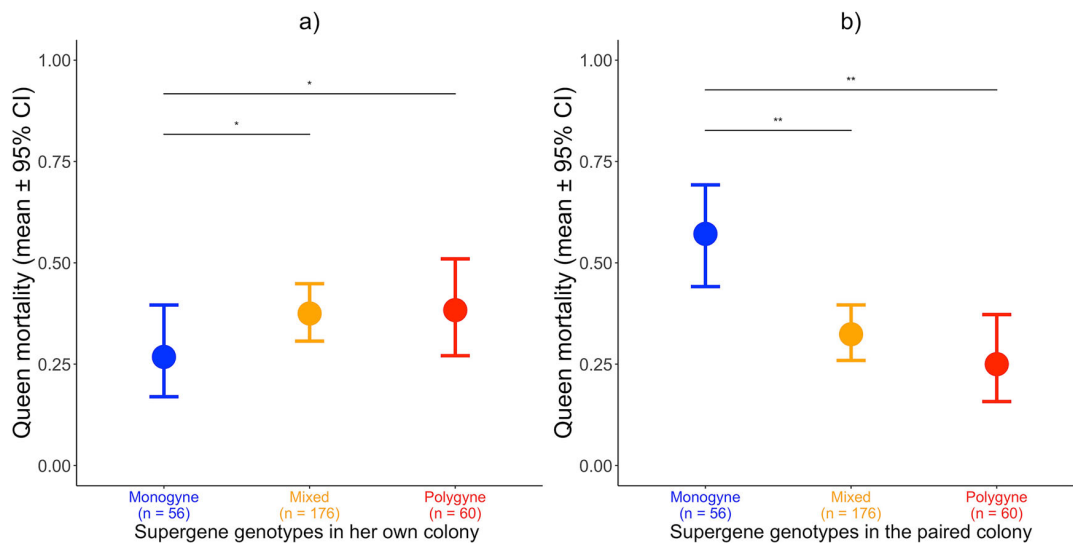 a)
Queen mortality (mean ± 95% CI)
1.00
0.75
0.50
0.25
0.00
*
*
Monogyne
(n = 56)
Mixed
(n = 176)
Polygyne
(n = 60)
Supergene genotypes in her own colony
b)
Queen mortality (mean ± 95% CI)
1.00
0.75
0.50
0.25
0.00
**
**
Monogyne
(n = 56)
Mixed
(n = 176)
Polygyne
(n = 60)
Supergene genotypes in the paired colony